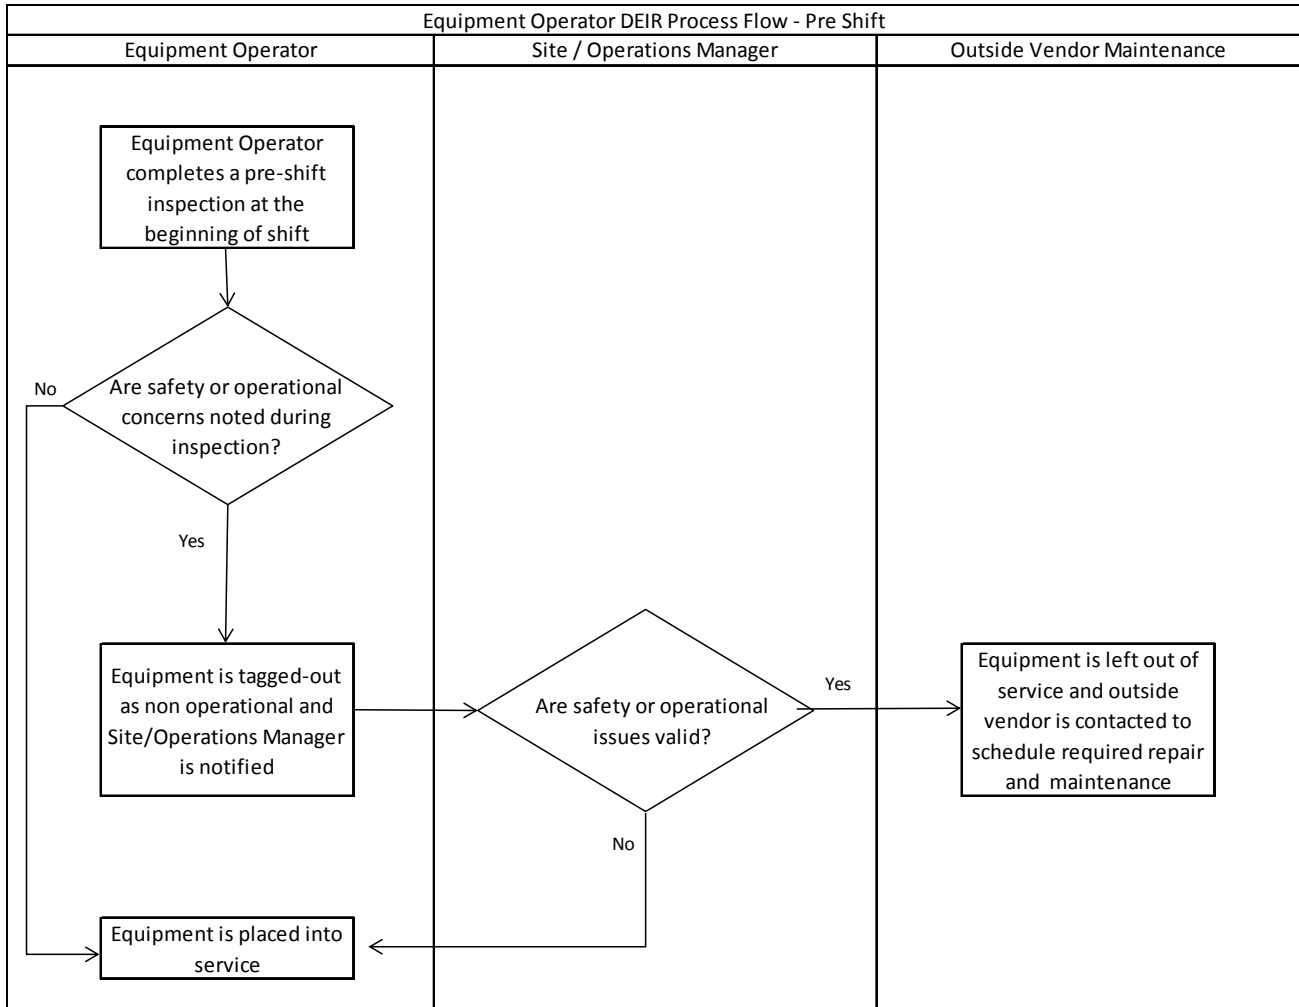 Equipment Operator DEIR Process Flow - Pre Shift
Equipment Operator
Site / Operations Manager
Outside Vendor Maintenance
Equipment Operator
completes a pre-shift
inspection at the
beginning of shift
No
Are safety or operational
concerns noted during
inspection?
Yes
Equipment is tagged-out
as non operational and
Site/Operations Manager
is notified
Are safety or operational
issues valid?
Yes
Equipment is left out of
service and outside
vendor is contacted to
schedule required repair
and maintenance
No
Equipment is placed into
service